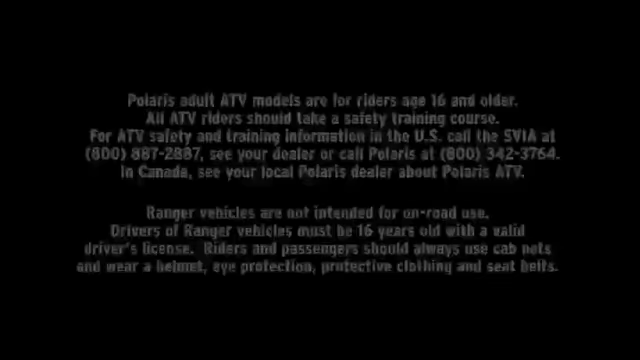 Polaris adult ATV models are for riders age 16 and older.
All ATV riders should take a safety training course.
For ATV safety and training information in the U.S. call the SVIA at
(800) 887-2887, see your dealer or call Polaris at (800) 342-3764.
In Canada, see your local Polaris dealer about Polaris ATV.
Ranger vehicles are not intended for on-road use.
Drivers of Ranger vehicles must be 16 years old with a valid
driver's license. Riders and passengers should always use cab nets
and wear a helmet, eye protection, protective clothing and seat belts.